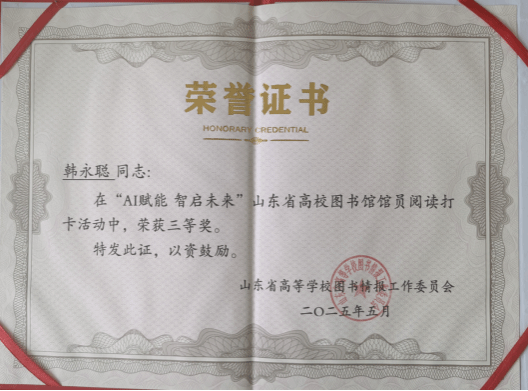 荣誉证书
HONORARY CREDENTIAL
韩永聪 同志:
在“AI赋能 智启未来”山东省高校图书馆馆员阅读打
卡活动中，荣获三等奖。
特发此证，以资鼓励。
山东省高等学校图书情报工作委员会
二〇二五年五月